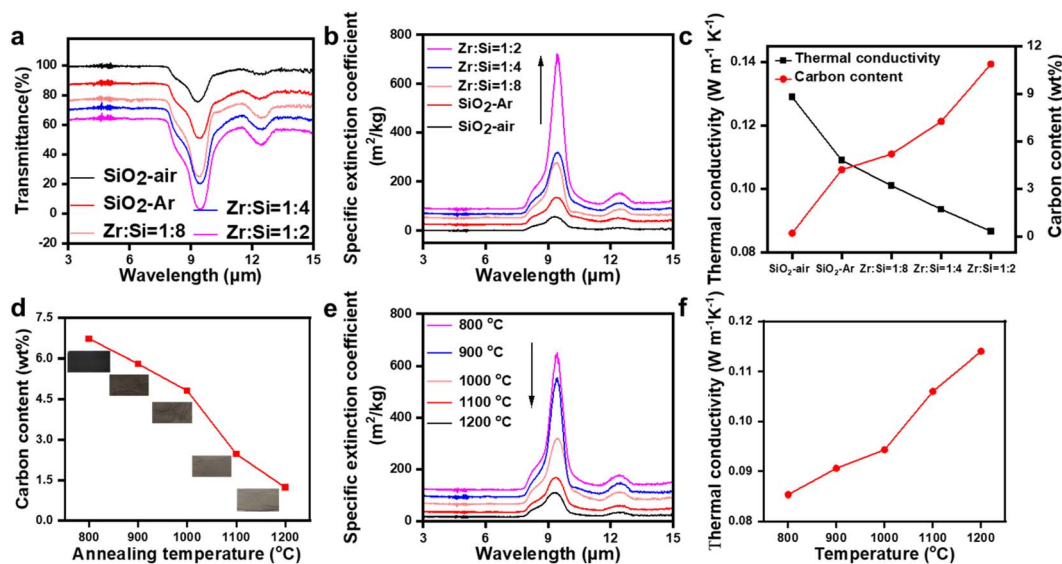 a
Transmittance(%)
100
80
60
40
20
0
-20
SiO2-air
SiO2-Ar
Zr:Si=1:8
Zr:Si=1:4
Zr:Si=1:2
3
6
9
12
15
Wavelength (μm)
b
Specific extinction coefficient
(m²/kg)
800
600
400
200
0
Zr:Si=1:2
Zr:Si=1:4
Zr:Si=1:8
SiO2-Ar
SiO2-air
3
6
9
12
15
Wavelength (μm)
c
Thermal conductivity (W m⁻¹ K⁻¹)
0.14
0.12
0.10
0.08
Thermal conductivity
Carbon content
12
9
6
3
0
Carbon content (wt%)
SiO2-air
SiO2-Ar
Zr:Si=1:8
Zr:Si=1:4
Zr:Si=1:2
d
Carbon content (wt%)
7.5
6.0
4.5
3.0
1.5
0.0
800
900
1000
1100
1200
Annealing temperature (°C)
e
Specific extinction coefficient
(m²/kg)
800
600
400
200
0
800 °C
900 °C
1000 °C
1100 °C
1200 °C
3
6
9
12
15
Wavelength (μm)
f
Thermal conductivity (W m⁻¹K⁻¹)
0.12
0.11
0.10
0.09
0.08
800
900
1000
1100
1200
Temperature (°C)